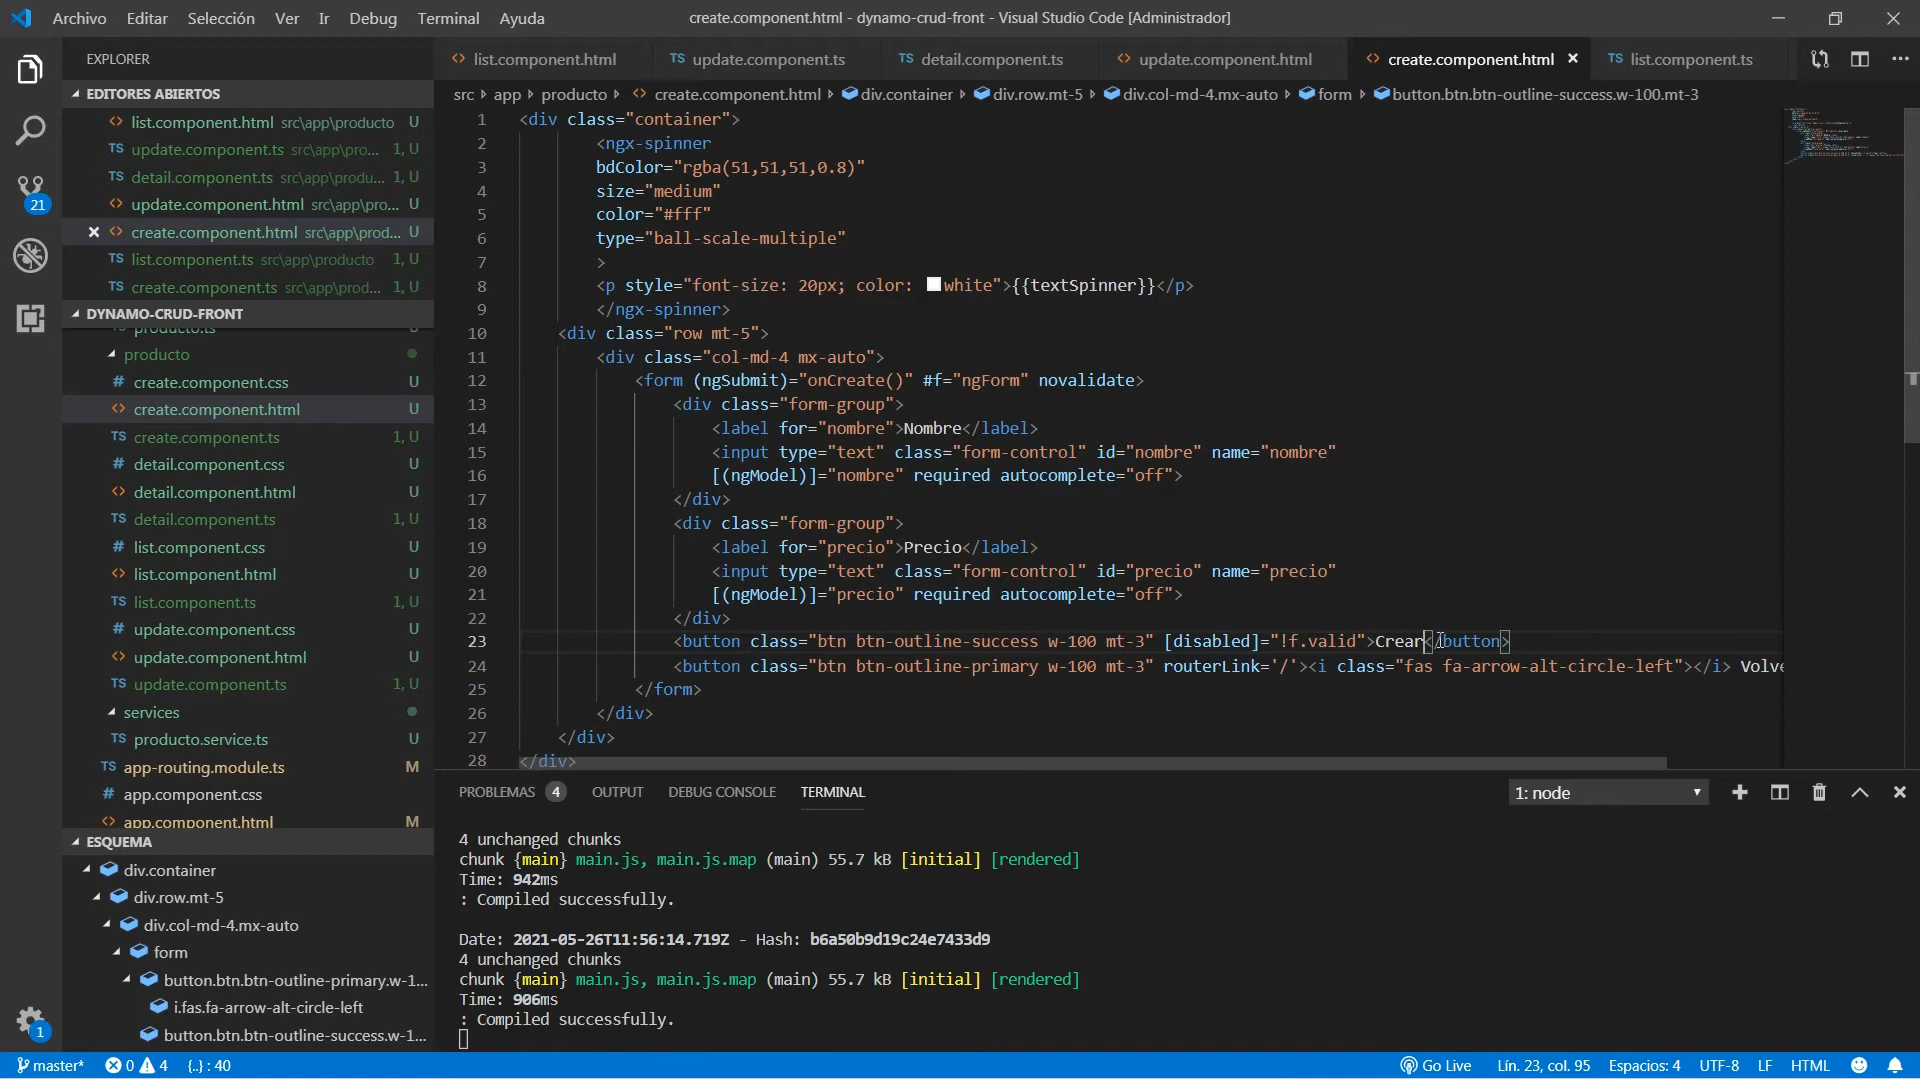 Archivo Editar Selección Ver Ir Debug Terminal Ayuda
create.component.html - dynamo-crud-front - Visual Studio Code [Administrador]
EXPLORER
EDITORES ABIERTOS
list.component.html src\app\producto U
update.component.ts src\app\pro... 1, U
detail.component.ts src\app\produ... 1, U
update.component.html src\app\pro... U
create.component.html src\app\prod... U
list.component.ts src\app\producto 1, U
create.component.ts src\app\prod... 1, U
DYNAMO-CRUD-FRONT
producto.ts
producto
create.component.css U
create.component.html U
create.component.ts 1, U
detail.component.css U
detail.component.html U
detail.component.ts 1, U
list.component.css U
list.component.html U
list.component.ts 1, U
update.component.css U
update.component.html U
update.component.ts 1, U
services
producto.service.ts U
app-routing.module.ts M
app.component.css
app.component.html M
ESQUEMA
div.container
div.row.mt-5
div.col-md-4.mx-auto
form
button.btn.btn-outline-primary.w-1...
i.fas.fa-arrow-alt-circle-left
button.btn.btn-outline-success.w-1...
21
1
list.component.html TS update.component.ts TS detail.component.ts update.component.html create.component.html TS list.component.ts
src app producto create.component.html div.container div.row.mt-5 div.col-md-4.mx-auto form button.btn.btn-outline-success.w-100.mt-3
1 <div class="container">
2 <ngx-spinner
3 bdColor="rgba(51,51,51,0.8)"
4 size="medium"
5 color="#fff"
6 type="ball-scale-multiple"
7 >
8 <p style="font-size: 20px; color: white">{{textSpinner}}</p>
9 </ngx-spinner>
10 <div class="row mt-5">
11 <div class="col-md-4 mx-auto">
12 <form (ngSubmit)="onCreate()" #f="ngForm" novalidate>
13 <div class="form-group">
14 <label for="nombre">Nombre</label>
15 <input type="text" class="form-control" id="nombre" name="nombre"
16 [(ngModel)]="nombre" required autocomplete="off">
17 </div>
18 <div class="form-group">
19 <label for="precio">Precio</label>
20 <input type="text" class="form-control" id="precio" name="precio"
21 [(ngModel)]="precio" required autocomplete="off">
22 </div>
23 <button class="btn btn-outline-success w-100 mt-3" [disabled]="!f.valid">Crear</button>
24 <button class="btn btn-outline-primary w-100 mt-3" routerLink='/'><i class="fas fa-arrow-alt-circle-left"></i> Volve
25 </form>
26 </div>
27 </div>
28 </div>
PROBLEMAS 4 OUTPUT DEBUG CONSOLE TERMINAL 1: node
4 unchanged chunks
chunk {main} main.js, main.js.map (main) 55.7 kB [initial] [rendered]
Time: 942ms
: Compiled successfully.
Date: 2021-05-26T11:56:14.719Z - Hash: b6a50b9d19c24e7433d9
4 unchanged chunks
chunk {main} main.js, main.js.map (main) 55.7 kB [initial] [rendered]
Time: 906ms
: Compiled successfully.
master* 0 4 {..} : 40 Go Live Lín. 23, col. 95 Espacios: 4 UTF-8 LF HTML